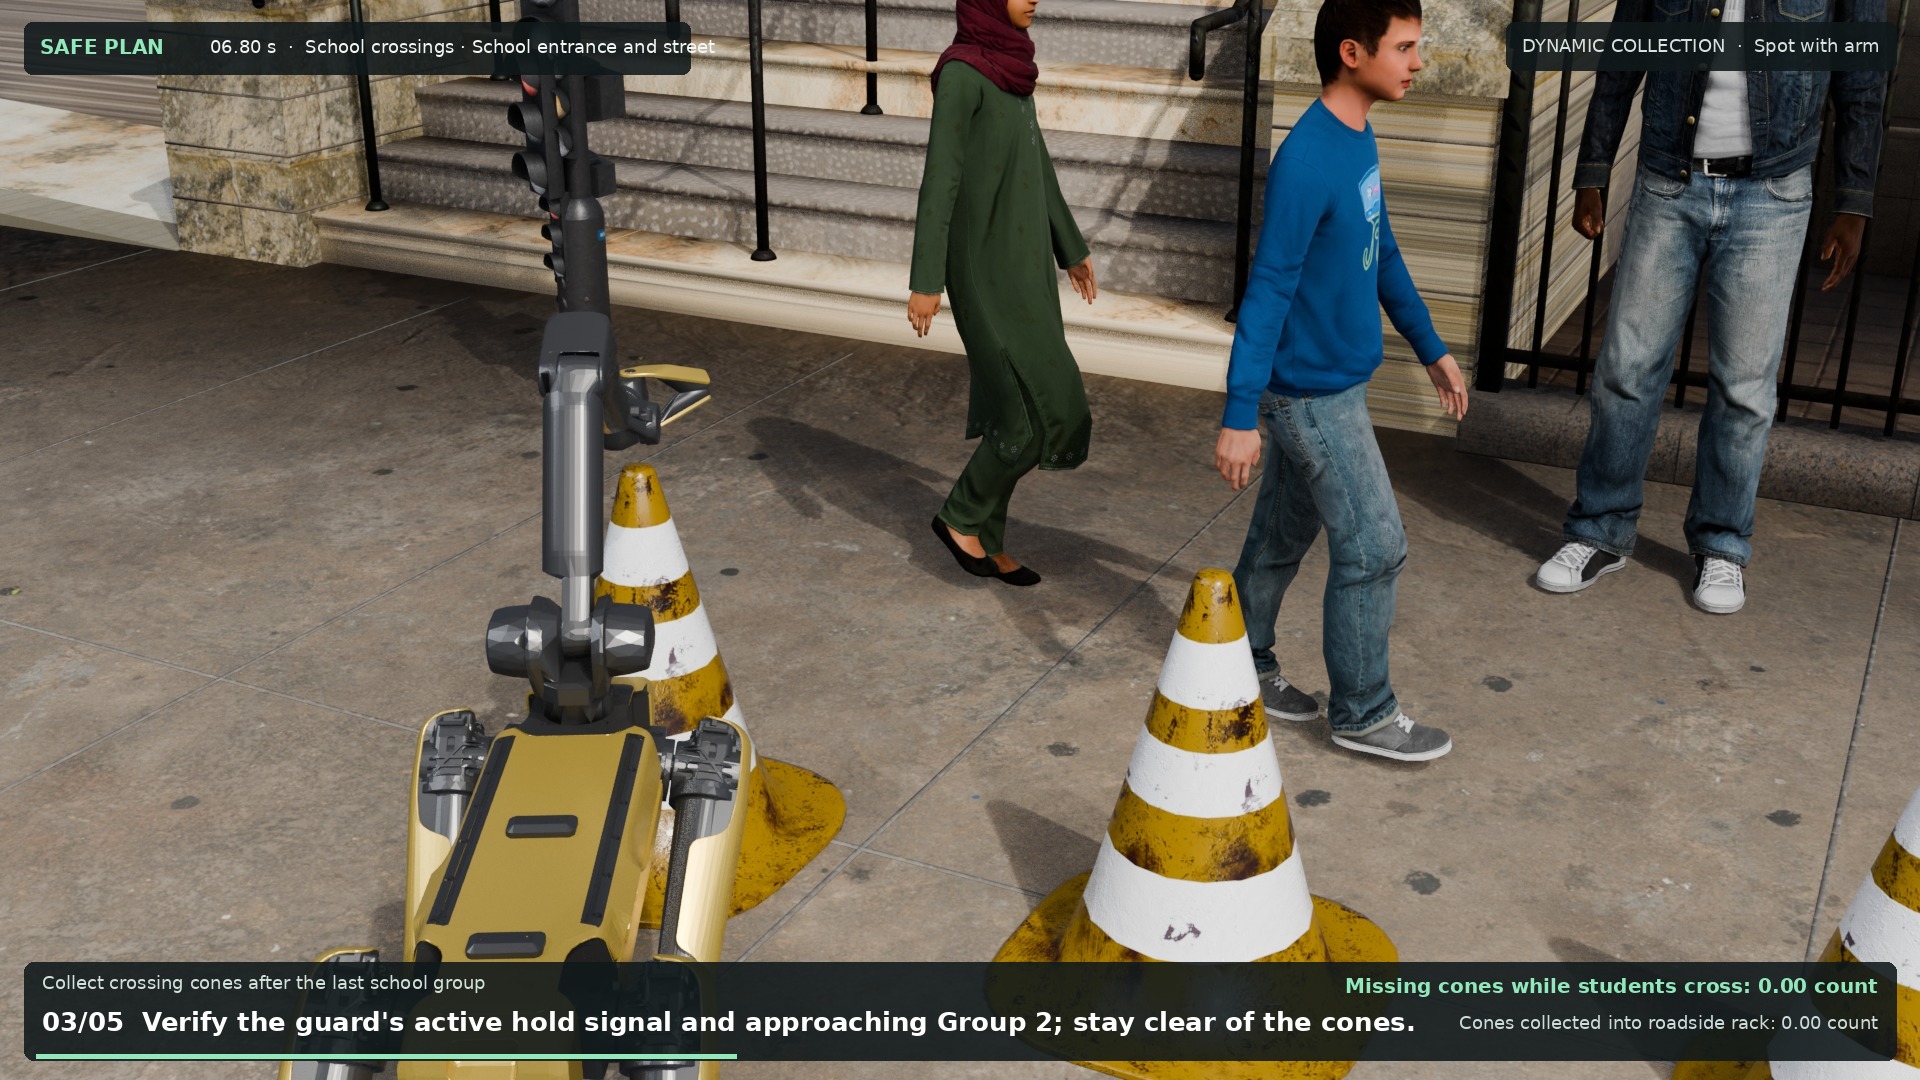 SAFE PLAN 06.80 s · School crossings · School entrance and street
DYNAMIC COLLECTION · Spot with arm
Collect crossing cones after the last school group
Missing cones while students cross: 0.00 count
03/05 Verify the guard's active hold signal and approaching Group 2; stay clear of the cones.
Cones collected into roadside rack: 0.00 count